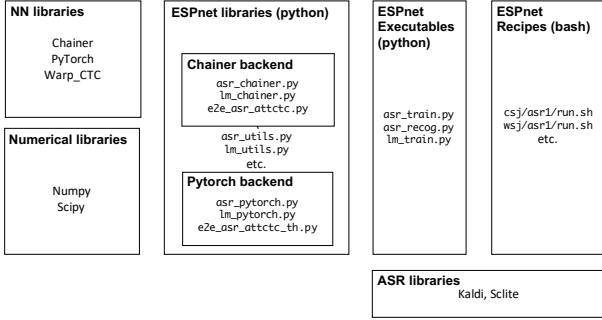 NN libraries
Chainer
PyTorch
Warp_CTC
Numerical libraries
Numpy
Scipy
ESPnet libraries (python)
Chainer backend
asr_chainer.py
lm_chainer.py
e2e_asr_attctc.py
asr_utils.py
lm_utils.py
etc.
Pytorch backend
asr_pytorch.py
lm_pytorch.py
e2e_asr_attctc_th.py
ESPnet
Executables
(python)
asr_train.py
asr_recog.py
lm_train.py
ESPnet
Recipes (bash)
csj/asr1/run.sh
wsj/asr1/run.sh
etc.
ASR libraries
Kaldi, Sclite